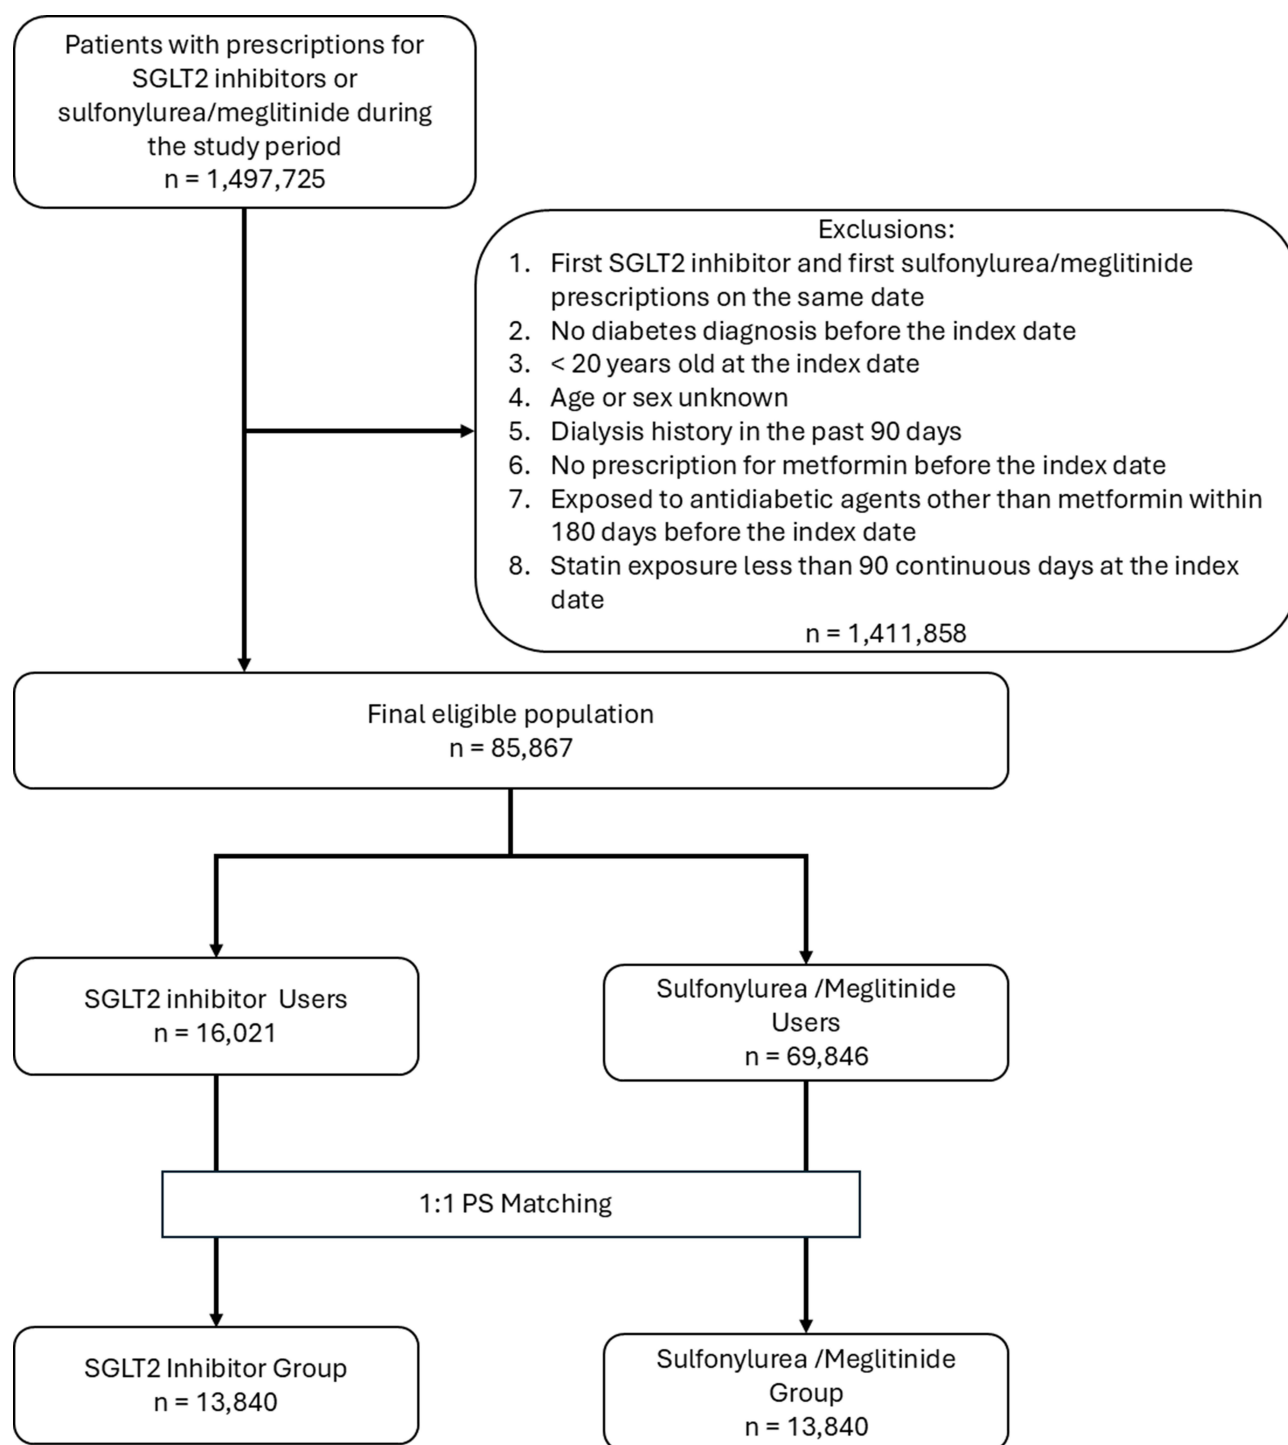 Patients with prescriptions for
SGLT2 inhibitors or
sulfonylurea/meglitinide during
the study period
n = 1,497,725
Exclusions:
1. First SGLT2 inhibitor and first sulfonylurea/meglitinide
prescriptions on the same date
2. No diabetes diagnosis before the index date
3. < 20 years old at the index date
4. Age or sex unknown
5. Dialysis history in the past 90 days
6. No prescription for metformin before the index date
7. Exposed to antidiabetic agents other than metformin within
180 days before the index date
8. Statin exposure less than 90 continuous days at the index
date
n = 1,411,858
Final eligible population
n = 85,867
SGLT2 inhibitor Users
n = 16,021
Sulfonylurea /Meglitinide
Users
n = 69,846
1:1 PS Matching
SGLT2 Inhibitor Group
n = 13,840
Sulfonylurea /Meglitinide
Group
n = 13,840